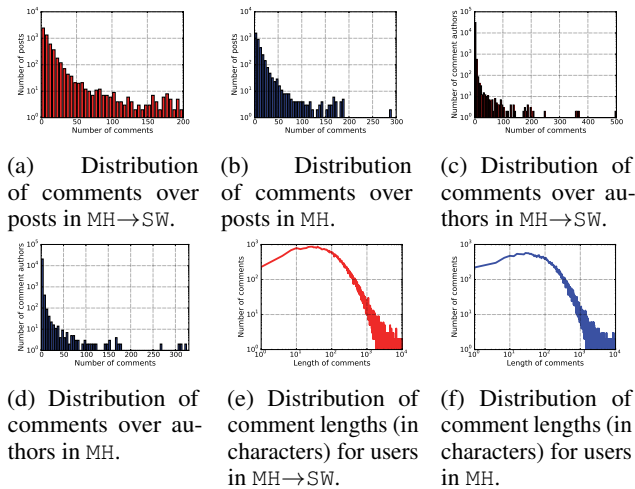 10^4
10^3
10^2
10^1
10^0
Number of posts
0 50 100 150 200
Number of comments
10^4
10^3
10^2
10^1
10^0
Number of posts
0 50 100 150 200 250 300
Number of comments
10^5
10^4
10^3
10^2
10^1
10^0
Number of comment authors
0 100 200 300 400 500
Number of comments
(a) Distribution
of comments over
posts in MH→SW.
(b) Distribution
of comments over
posts in MH.
(c) Distribution of
comments over au-
thors in MH→SW.
10^5
10^4
10^3
10^2
10^1
10^0
Number of comment authors
0 50 100 150 200 250 300
Number of comments
10^3
10^2
10^1
10^0
Number of comments
10^0 10^1 10^2 10^3 10^4
Length of comments
10^3
10^2
10^1
10^0
Number of comments
10^0 10^1 10^2 10^3 10^4
Length of comments
(d) Distribution of
comments over au-
thors in MH.
(e) Distribution of
comment lengths (in
characters) for users
in MH→SW.
(f) Distribution of
comment lengths (in
characters) for users
in MH.